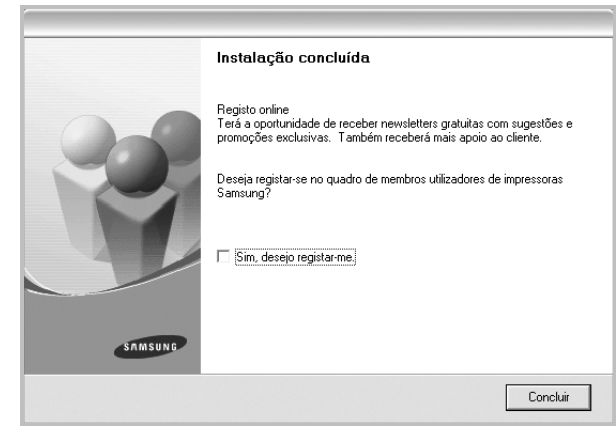 Instalação concluída
Registo online
Terá a oportunidade de receber newsletters gratuitas com sugestões e
promoções exclusivas. Também receberá mais apoio ao cliente.
Deseja registar-se no quadro de membros utilizadores de impressoras
Samsung?
Sim, desejo registar-me.
SAMSUNG
Concluir